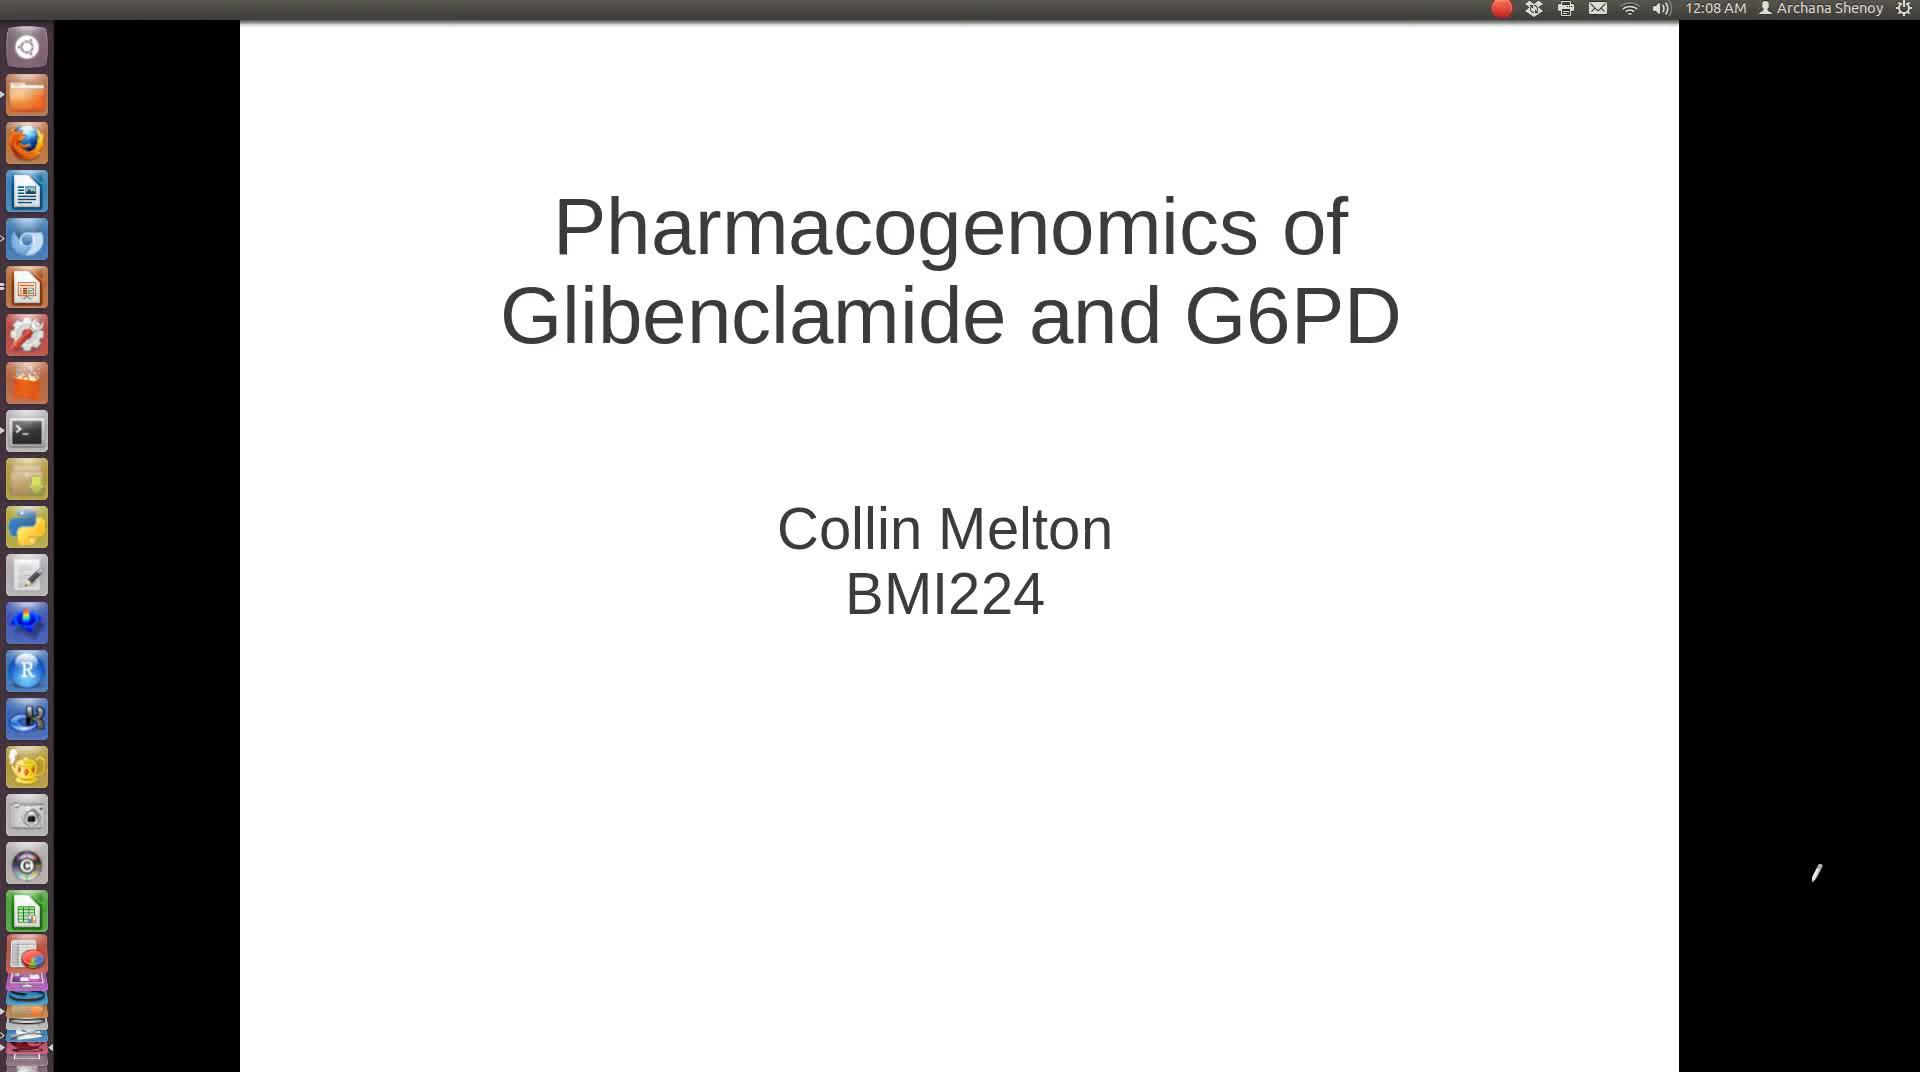 12:08 AM Archana Shenoy
Pharmacogenomics of
Glibenclamide and G6PD
Collin Melton
BMI224